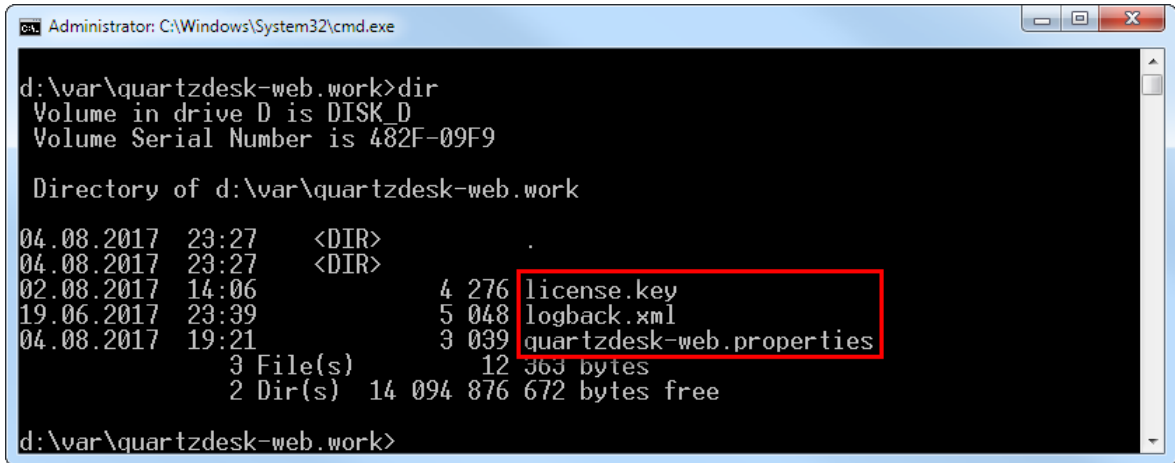 Administrator: C:\Windows\System32\cmd.exe
d:\var\quartzdesk-web.work>dir
Volume in drive D is DISK_D
Volume Serial Number is 482F-09F9
Directory of d:\var\quartzdesk-web.work
04.08.2017 23:27 <DIR> .
04.08.2017 23:27 <DIR>
02.08.2017 14:06 4 276 license.key
19.06.2017 23:39 5 048 logback.xml
04.08.2017 19:21 3 039 quartzdesk-web.properties
3 File(s) 12 363 bytes
2 Dir(s) 14 094 876 672 bytes free
d:\var\quartzdesk-web.work>